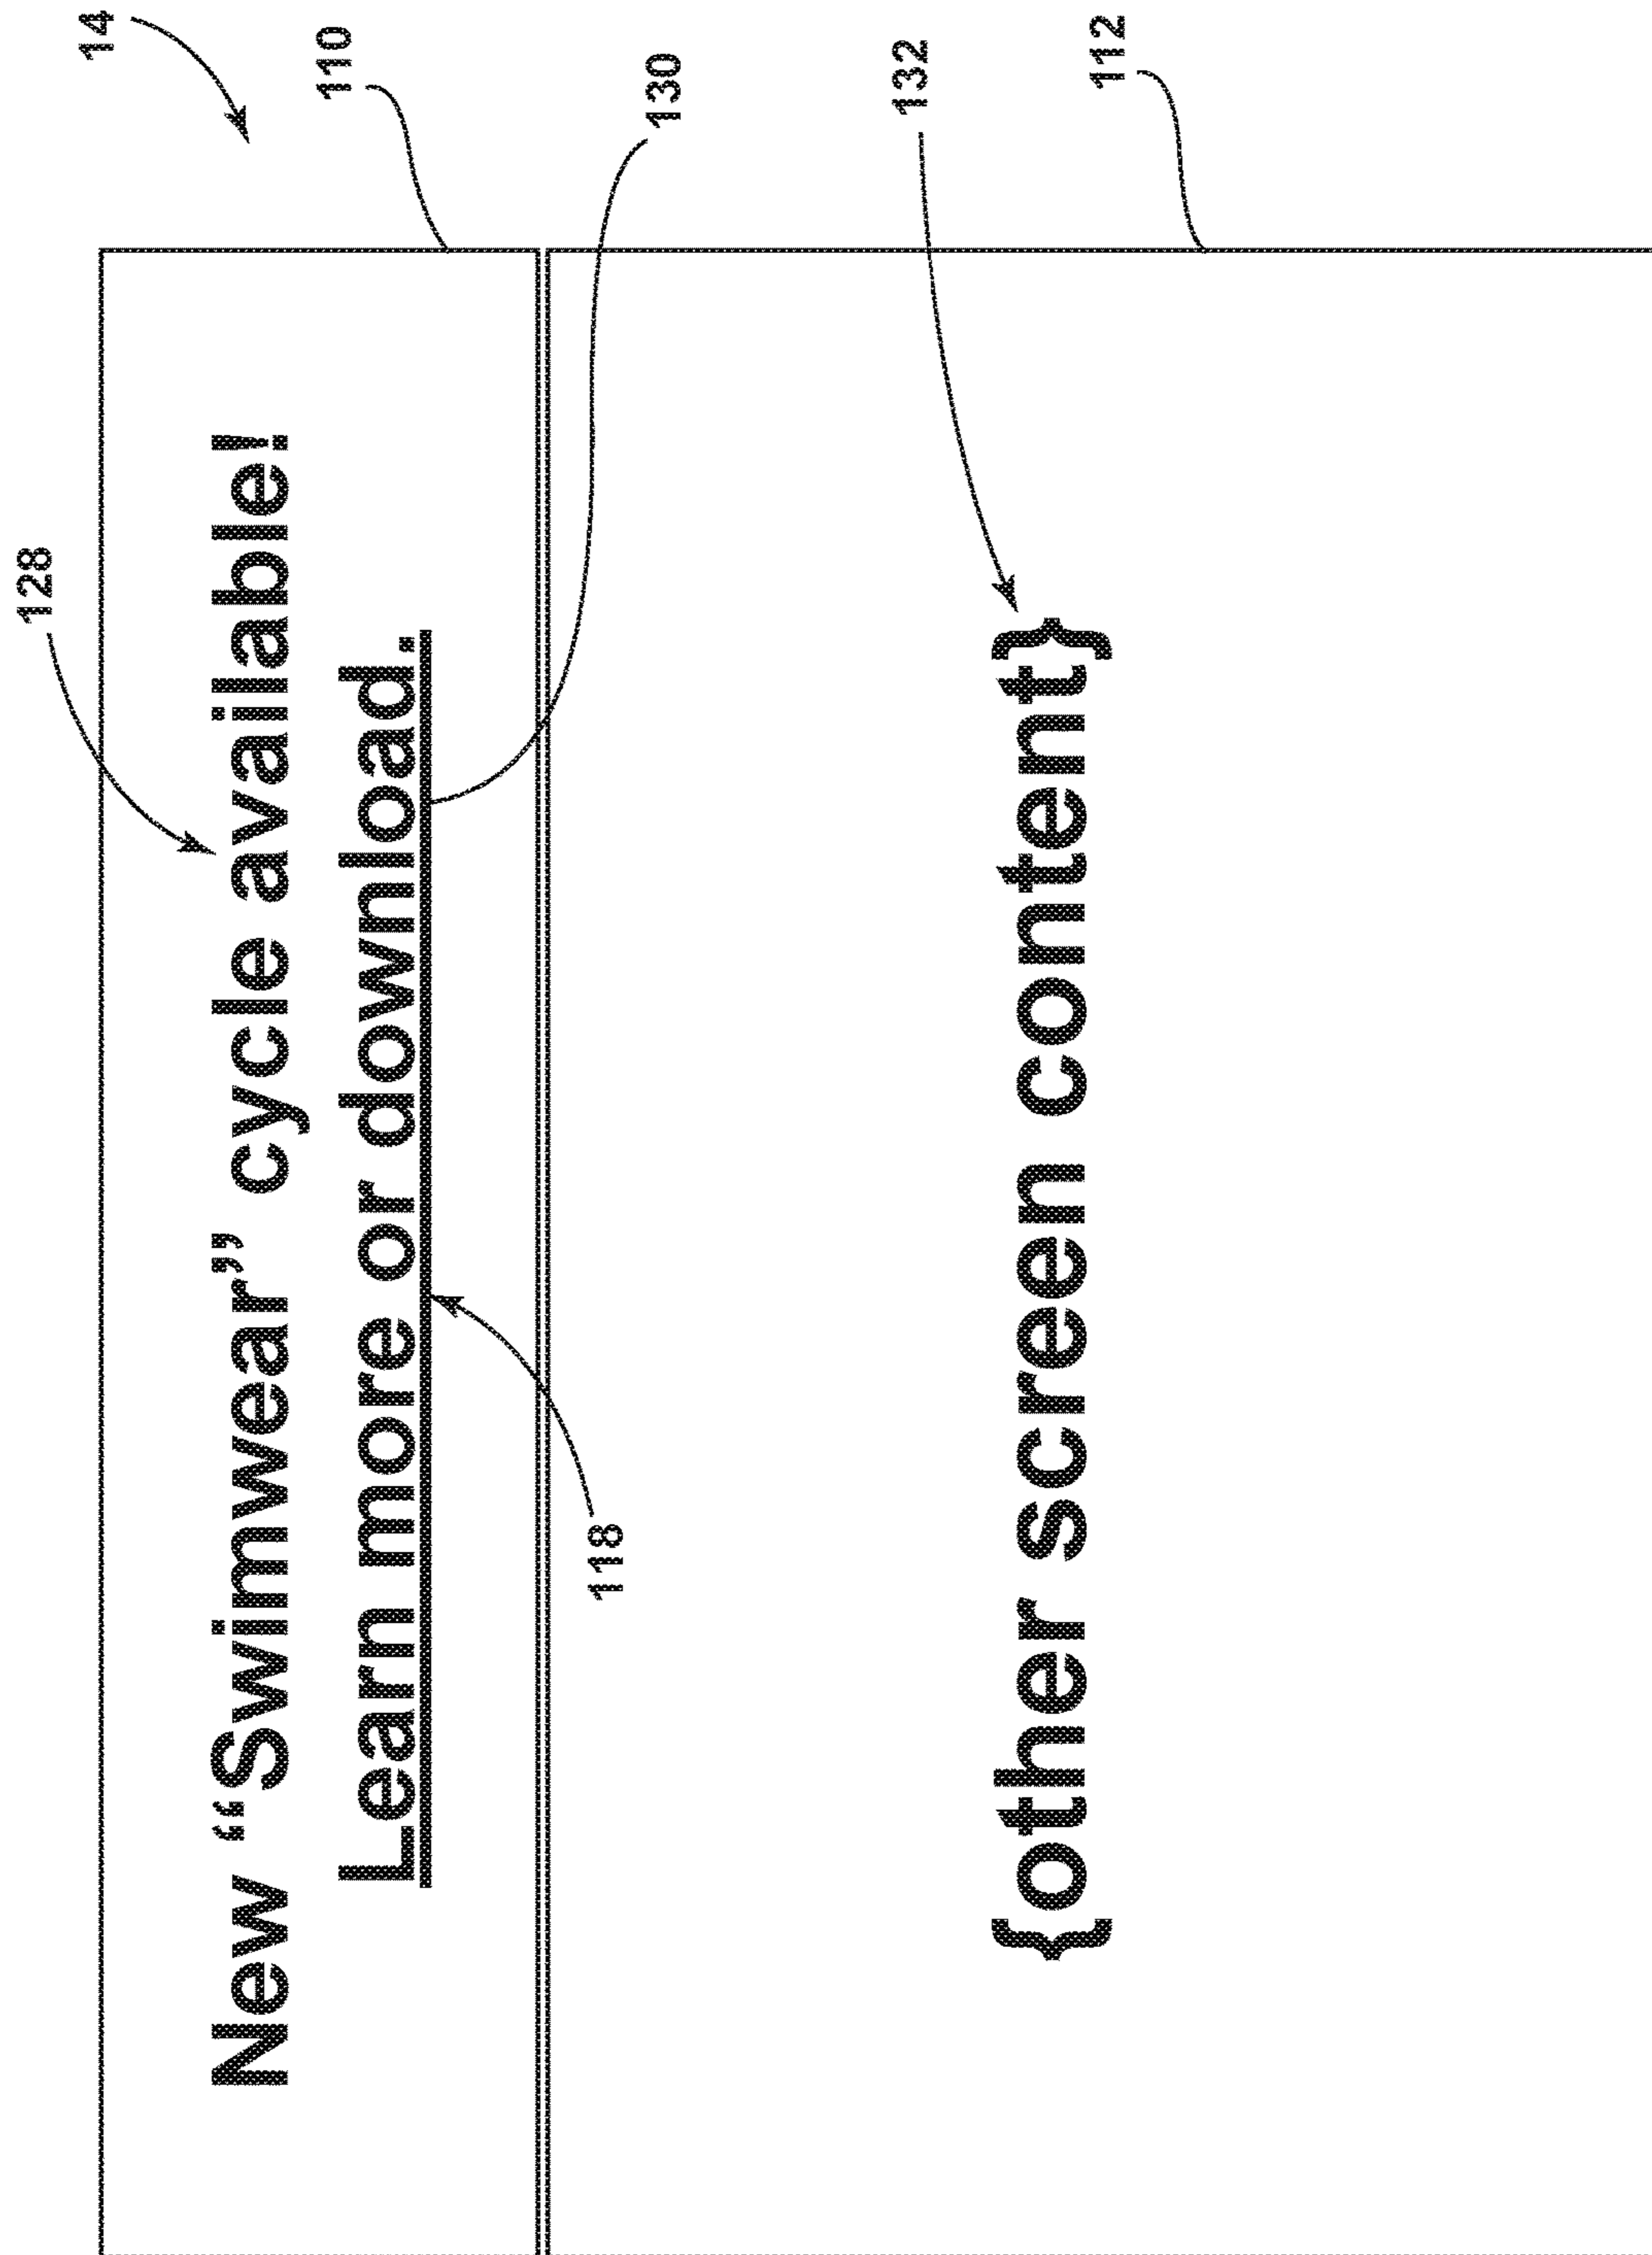 14
110
128
New “Swimwear” cycle available!
Learn more or download.
130
118
132
{other screen content}
112